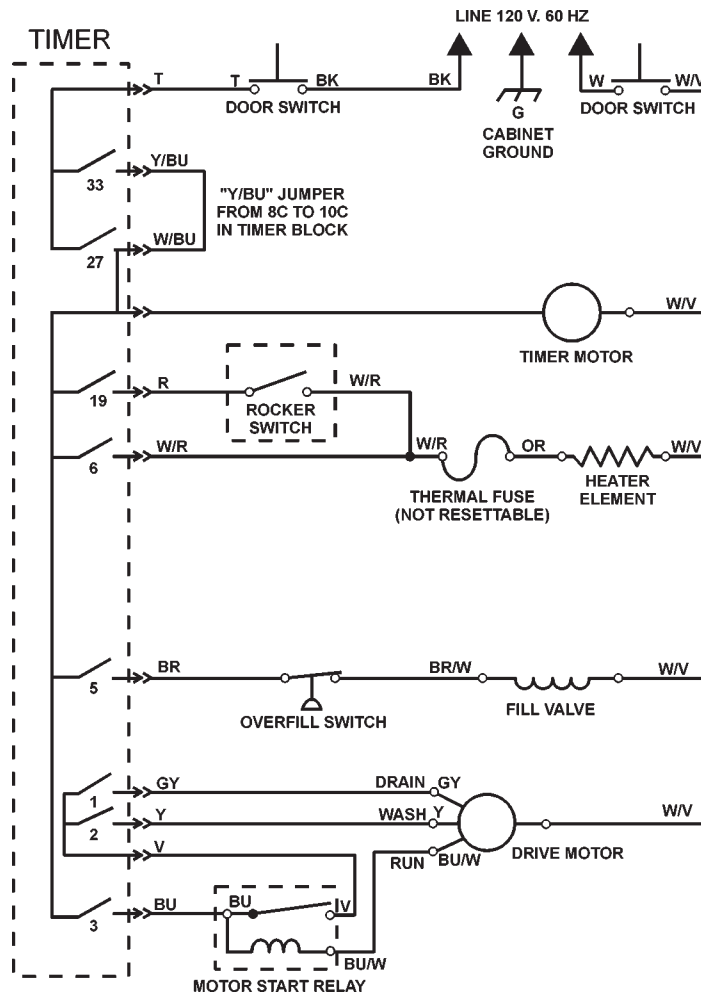 LINE 120 V. 60 HZ
TIMER
T
T
BK
BK
W
W/V
DOOR SWITCH
G
DOOR SWITCH
CABINET
GROUND
Y/BU
33
"Y/BU" JUMPER
FROM 8C TO 10C
IN TIMER BLOCK
W/BU
27
W/V
TIMER MOTOR
R
W/R
19
ROCKER
SWITCH
W/R
W/R
OR
W/V
6
HEATER
ELEMENT
THERMAL FUSE
(NOT RESETTABLE)
BR
BR/W
W/V
5
OVERFILL SWITCH
FILL VALVE
GY
DRAIN
GY
1
Y
WASH
Y
W/V
2
V
RUN
BU/W
DRIVE MOTOR
BU
BU
V
3
BU/W
MOTOR START RELAY